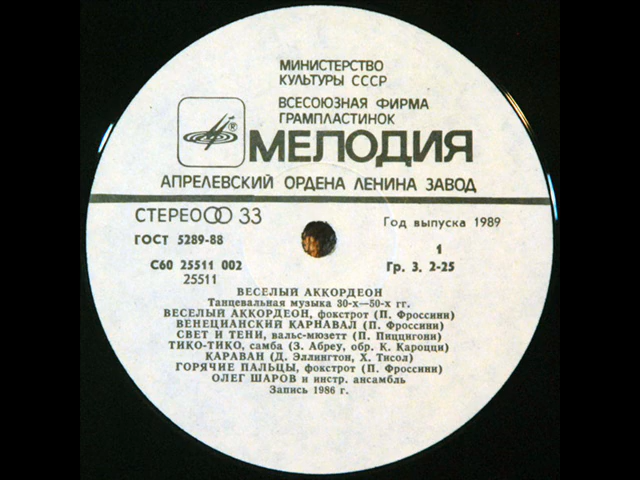 МИНИСТЕРСТВО
КУЛЬТУРЫ СССР
ВСЕСОЮЗНАЯ ФИРМА
ГРАМПЛАСТИНОК
МЕЛОДИЯ
АПРЕЛЕВСКИЙ ОРДЕНА ЛЕНИНА ЗАВОД
СТЕРЕО 33
Год выпуска 1989
ГОСТ 5289-88
1
С60 25511 002
Гр. 3. 2-25
25511
ВЕСЕЛЫЙ АККОРДЕОН
Танцевальная музыка 30-х—50-х гг.
ВЕСЕЛЫЙ АККОРДЕОН, фокстрот (П. Фроссини)
ВЕНЕЦИАНСКИЙ КАРНАВАЛ (П. Фроссини)
СВЕТ И ТЕНИ, вальс-мюзетт (П. Пиццигони)
ТИКО-ТИКО, самба (З. Абреу, обр. К. Кароцци)
КАРАВАН (Д. Эллингтон, Х. Тисол)
ГОРЯЧИЕ ПАЛЬЦЫ, фокстрот (П. Фроссини)
ОЛЕГ ШАРОВ и инстр. ансамбль
Запись 1986 г.